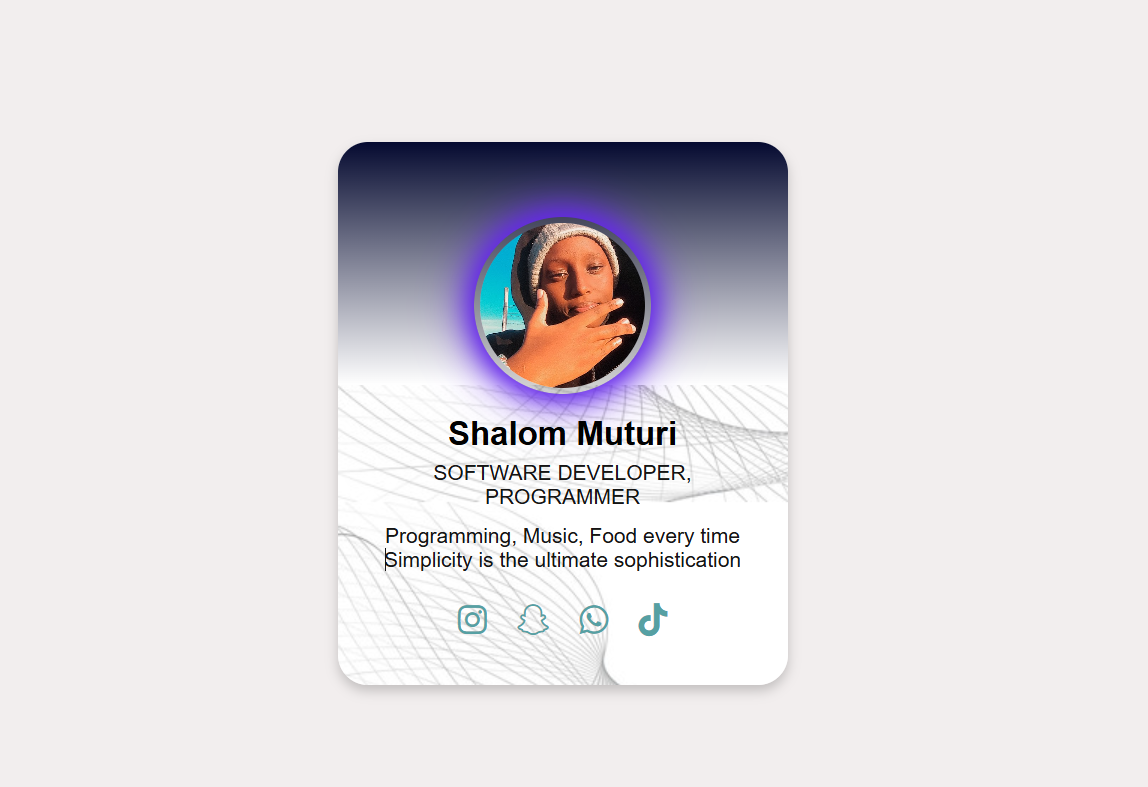 Shalom Muturi
SOFTWARE DEVELOPER,
PROGRAMMER
Programming, Music, Food every time
Simplicity is the ultimate sophistication